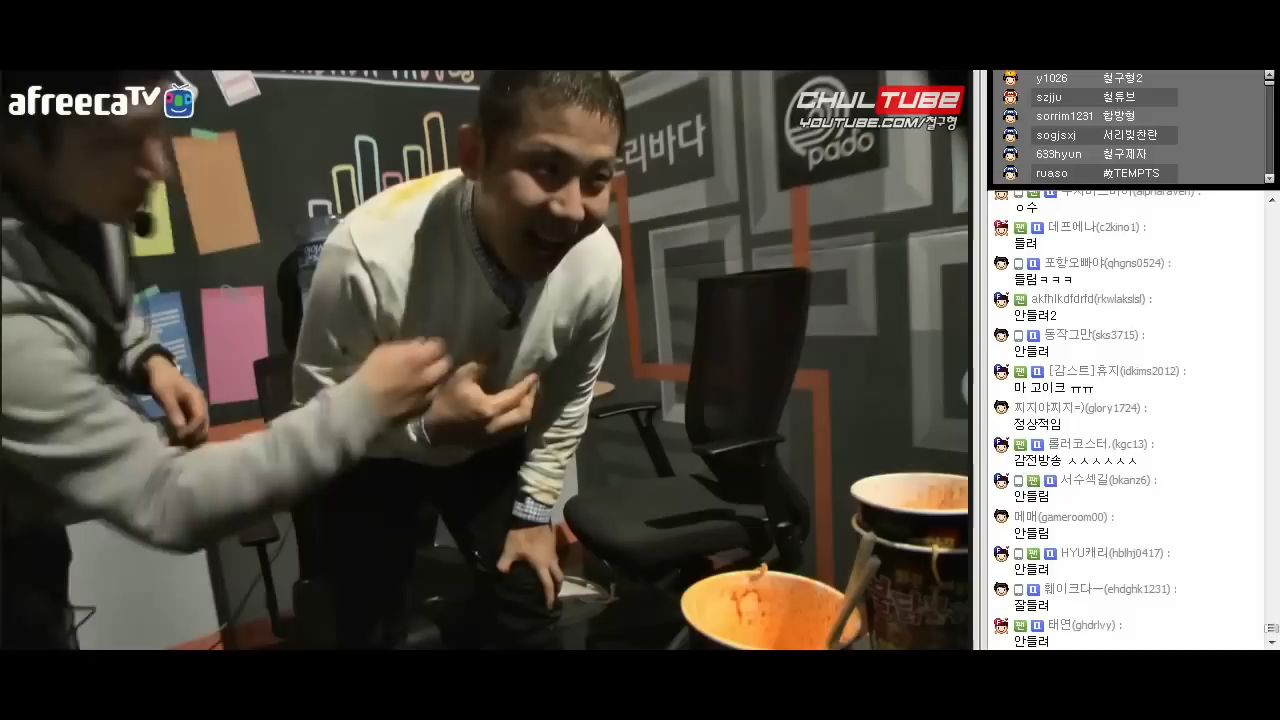 afreecaTV
CHULTUBE
YOUTUBE.COM/철구형
리바다
pado
y1026 철구형2
szjju 철튜브
sorrim1231 합방형
sogjsxj 서리빛찬란
633hyun 철구제자
ruaso 故TEMPTS
ㅇ수
데프에나(c2kino1) :
들려
포항오빠야(qhgns0524) :
들림ㅋㅋㅋ
akfhlkdfdrfd(rkwlakslsl) :
안들려2
동작그만(sks3715) :
안들려
[감스트]휴지(idkims2012) :
마 고이크 ㅠㅠ
찌지야찌지=)(glory1724) :
정상적임
롤러코스터.(kgc13) :
감전방송 ㅅㅅㅅㅅㅅㅅ
서수섹길(bkanz6) :
안들림
메매(gameroom00) :
안들림
HYU캐리(hblhj0417) :
안들려
훼이크다ㅡ(ehdghk1231) :
잘들려
태연(ghdrlvy) :
안들려